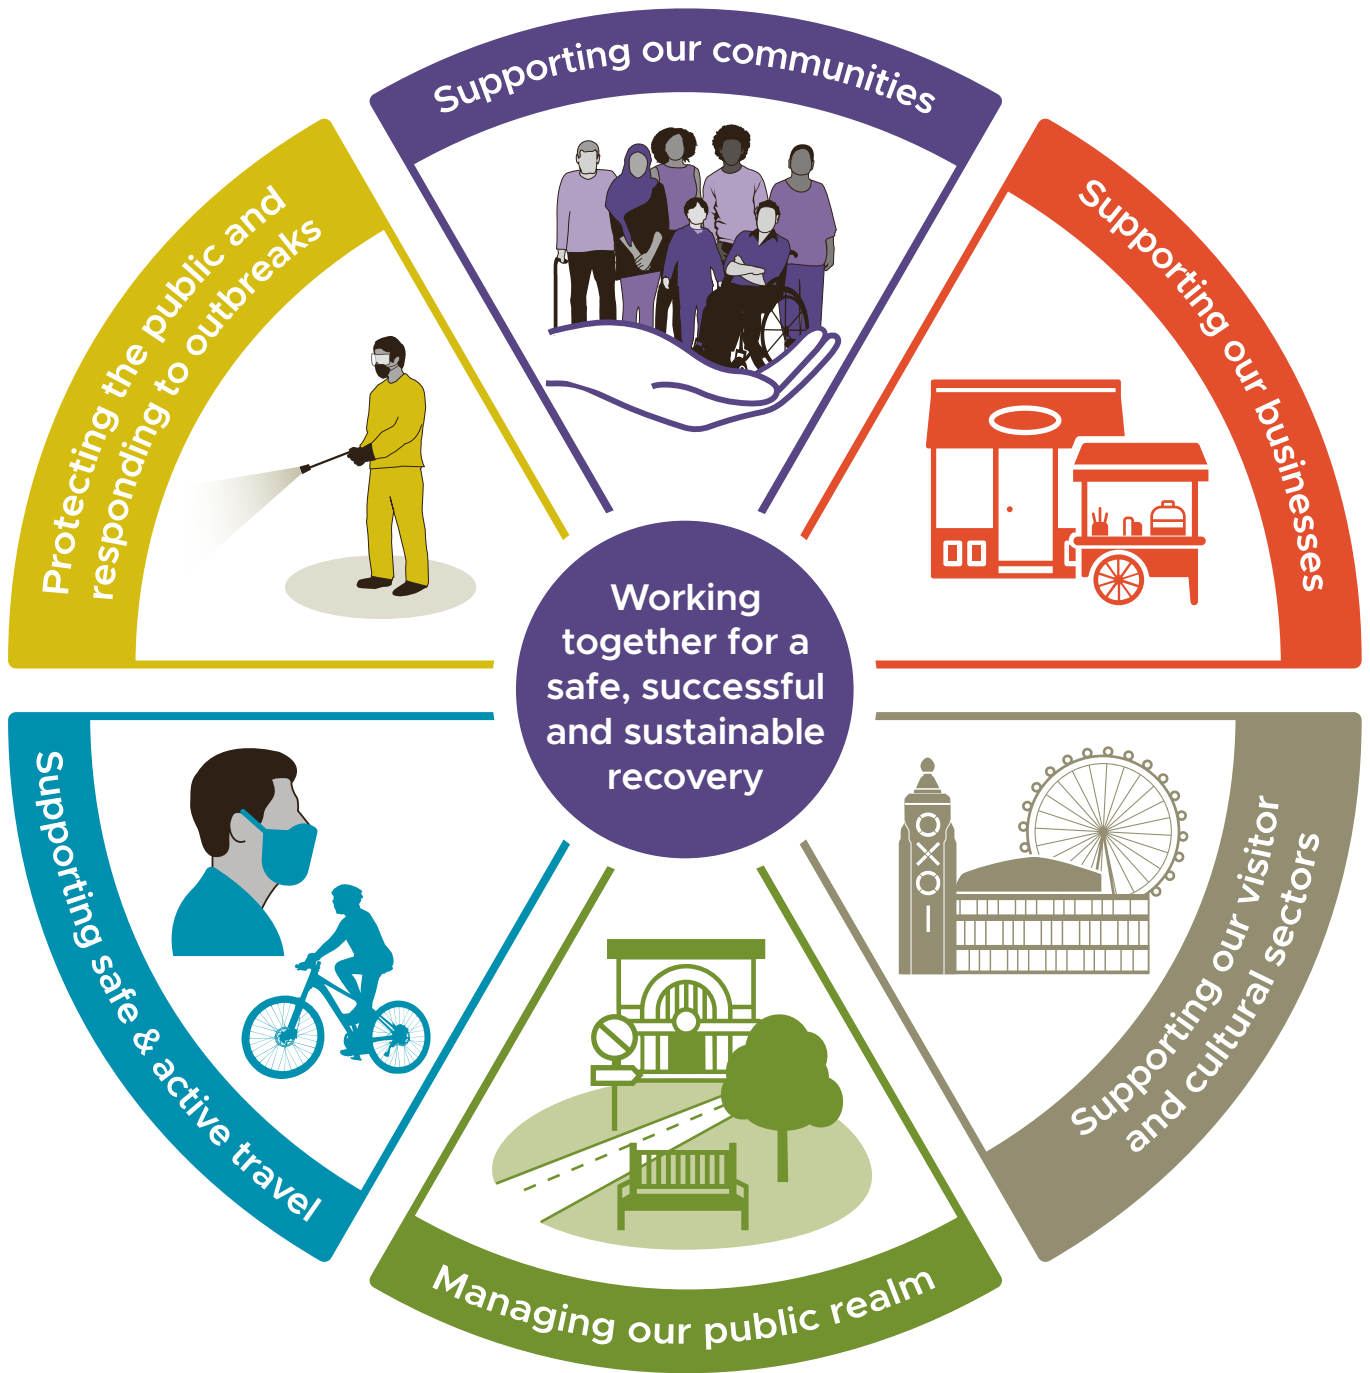 Supporting our communities
Supporting our businesses
Supporting our visitor
and cultural sectors
Managing our public realm
Supporting safe & active travel
Protecting the public and
responding to outbreaks
Working
together for a
safe, successful
and sustainable
recovery
OXO